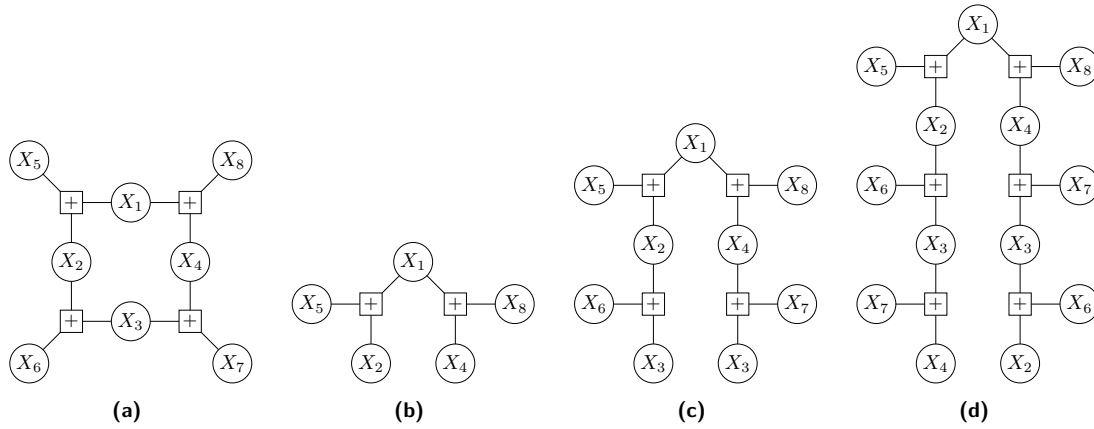 X₅ X₈
+ X₁ +
X₂ X₄
+ X₃ +
X₆ X₇
(a)
X₁
X₅ + + X₈
X₂ X₄
(b)
X₁
X₅ + + X₈
X₂ X₄
X₆ + + X₇
X₃ X₃
(c)
X₁
X₅ + + X₈
X₂ X₄
X₆ + + X₇
X₃ X₃
X₇ + + X₆
X₄ X₂
(d)